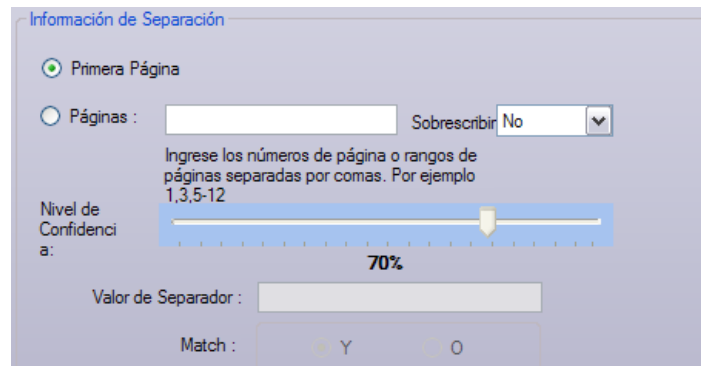 Información de Separación
Primera Página
Páginas :
Sobrescribir No
Ingrese los números de página o rangos de
páginas separadas por comas. Por ejemplo
1,3,5-12
Nivel de
Confidenci
a:
70%
Valor de Separador :
Match :
Y
O